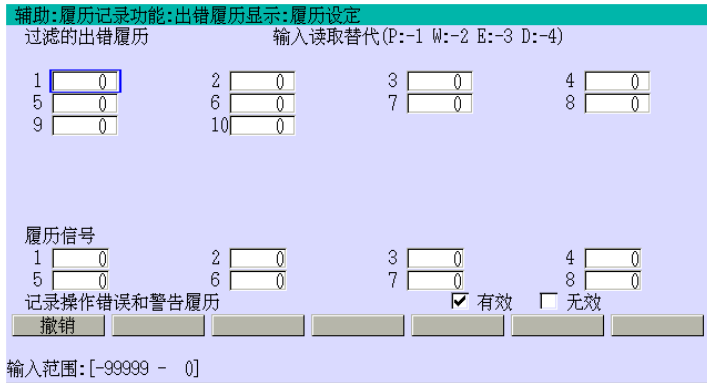 辅助:履历记录功能:出错履历显示:履历设定
过滤的出错履历 输入读取替代(P:-1 W:-2 E:-3 D:-4)
1 0 2 0 3 0 4 0
5 0 6 0 7 0 8 0
9 0 10 0
履历信号
1 0 2 0 3 0 4 0
5 0 6 0 7 0 8 0
记录操作错误和警告履历 有效 无效
撤销
输入范围:[-99999 - 0]